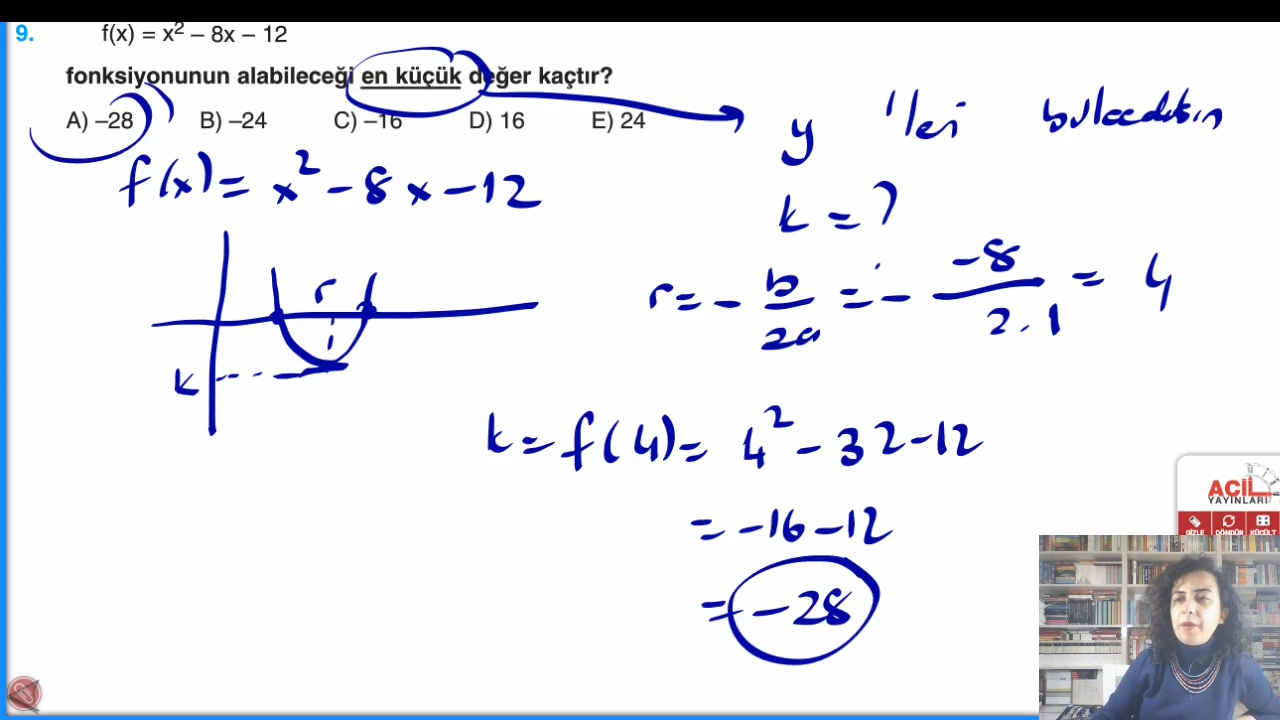 9. f(x) = x² – 8x – 12
fonksiyonunun alabileceği en küçük değer kaçtır?
A) –28 B) –24 C) –16 D) 16 E) 24
y 'leri
f(x) = x² - 8x - 12
k = ?
r = - b/2a = - -8/2.1 = 4
r
k
k = f(4) = 4² - 32 - 12
= -16 - 12
= -28
ACİL
YAYINLARI
GİZLE DÖNDÜR KÜÇÜLT